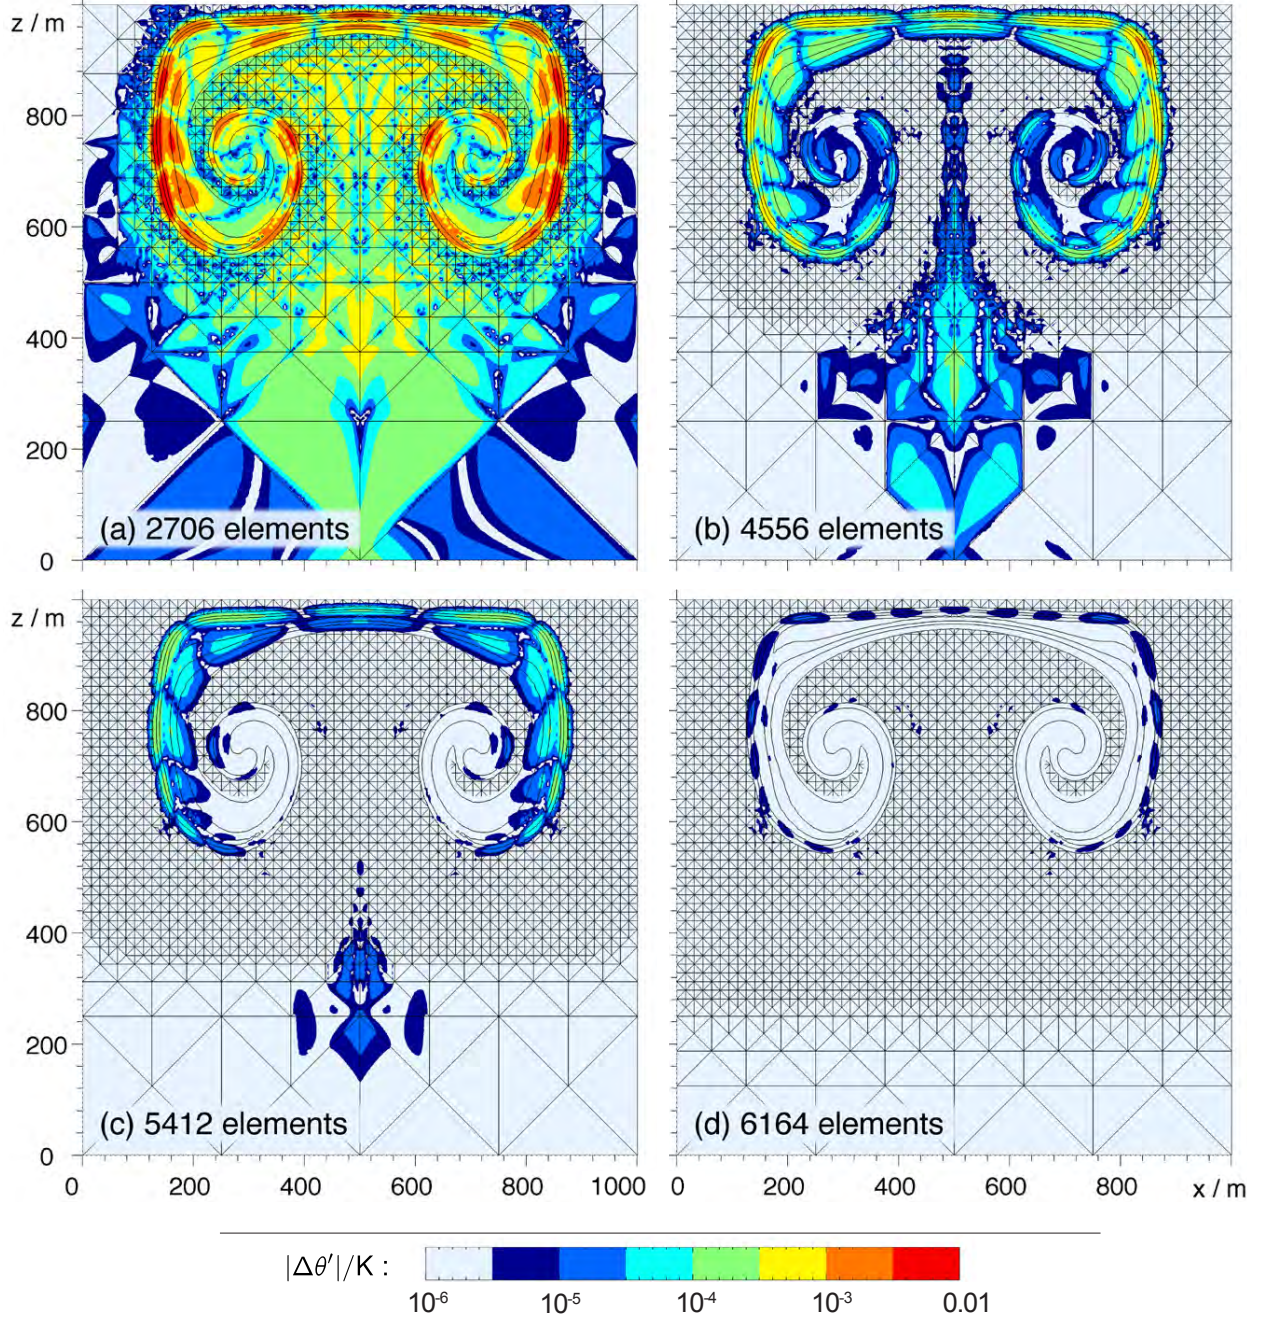 z / m
800
600
400
200
0
(a) 2706 elements
(b) 4556 elements
z / m
800
600
400
200
0
(c) 5412 elements
(d) 6164 elements
0 200 400 600 800 1000 0 200 400 600 800 x / m
|Δθ′|/K :
10⁻⁶ 10⁻⁵ 10⁻⁴ 10⁻³ 0.01